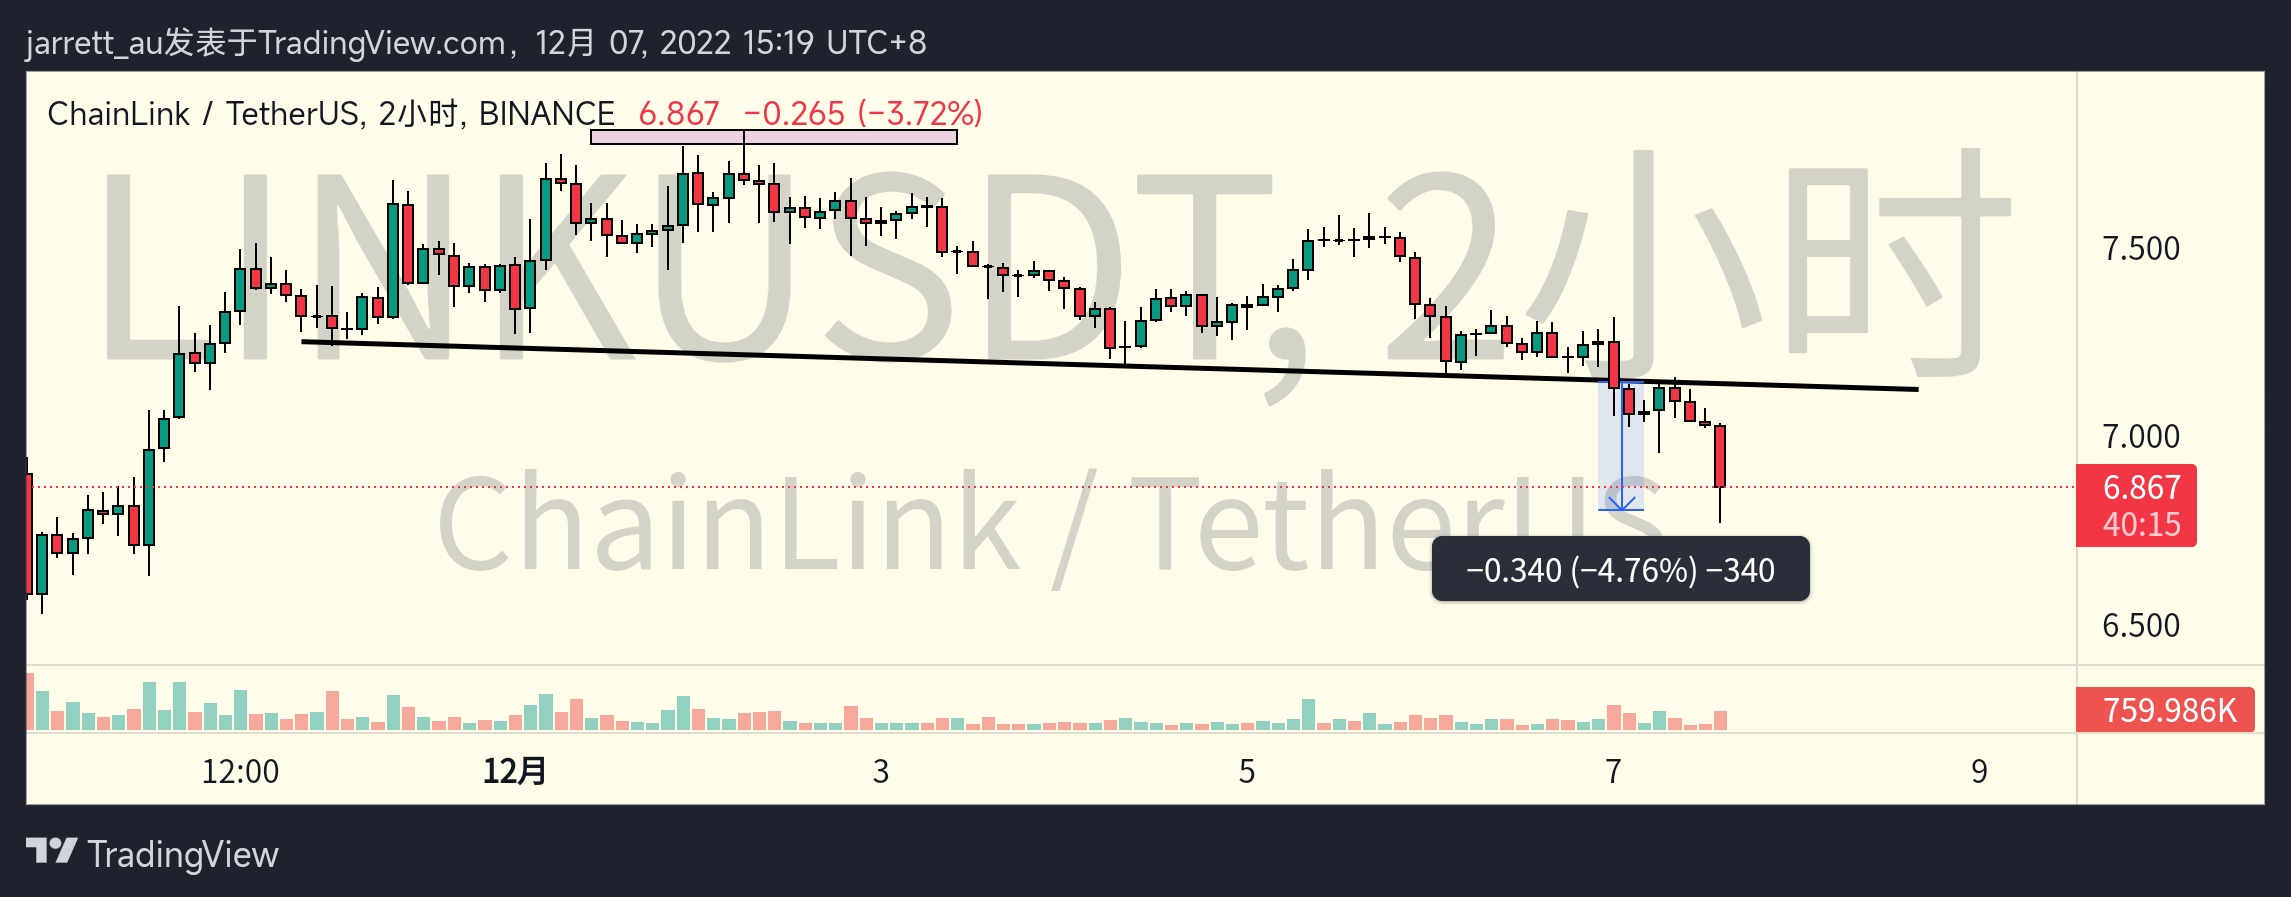 jarrett_au发表于TradingView.com，12月 07, 2022 15:19 UTC+8
ChainLink / TetherUS, 2小时, BINANCE 6.867 −0.265 (−3.72%)
LINKUSDT, 2小时
7.500
7.000
ChainLink / TetherUS
6.867
40:15
−0.340 (−4.76%) −340
6.500
759.986K
12:00 12月 3 5 7 9
TradingView